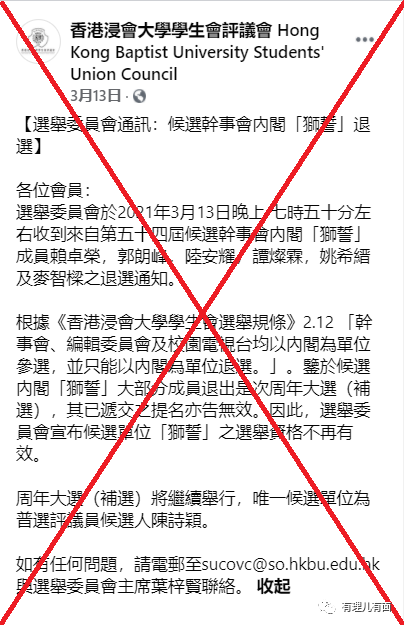 香港浸會大學學生會評議會 Hong
Kong Baptist University Students'
Union Council
3月13日 ·
【選舉委員會通訊：候選幹事會內閣「獅誓」退
選】
各位會員：
選舉委員會於2021年3月13日晚上七時五十分左
右收到來自第五十四屆候選幹事會內閣「獅誓」
成員賴卓榮，郭朗峰，陸安耀，譚燦霖，姚希縉
及麥智樑之退選通知。
根據《香港浸會大學學生會選舉規條》2.12 「幹
事會、編輯委員會及校園電視台均以內閣為單位
參選，並只能以內閣為單位退選。」。鑒於候選
內閣「獅誓」大部分成員退出是次周年大選（補
選），其已遞交之提名亦告無效。因此，選舉委
員會宣布候選單位「獅誓」之選舉資格不再有
效。
周年大選（補選）將繼續舉行，唯一候選單位為
普選評議員候選人陳詩穎。
如有任何問題，請電郵至sucovc@so.hkbu.edu.hk
與選舉委員會主席葉梓賢聯絡。 收起
有理儿有面